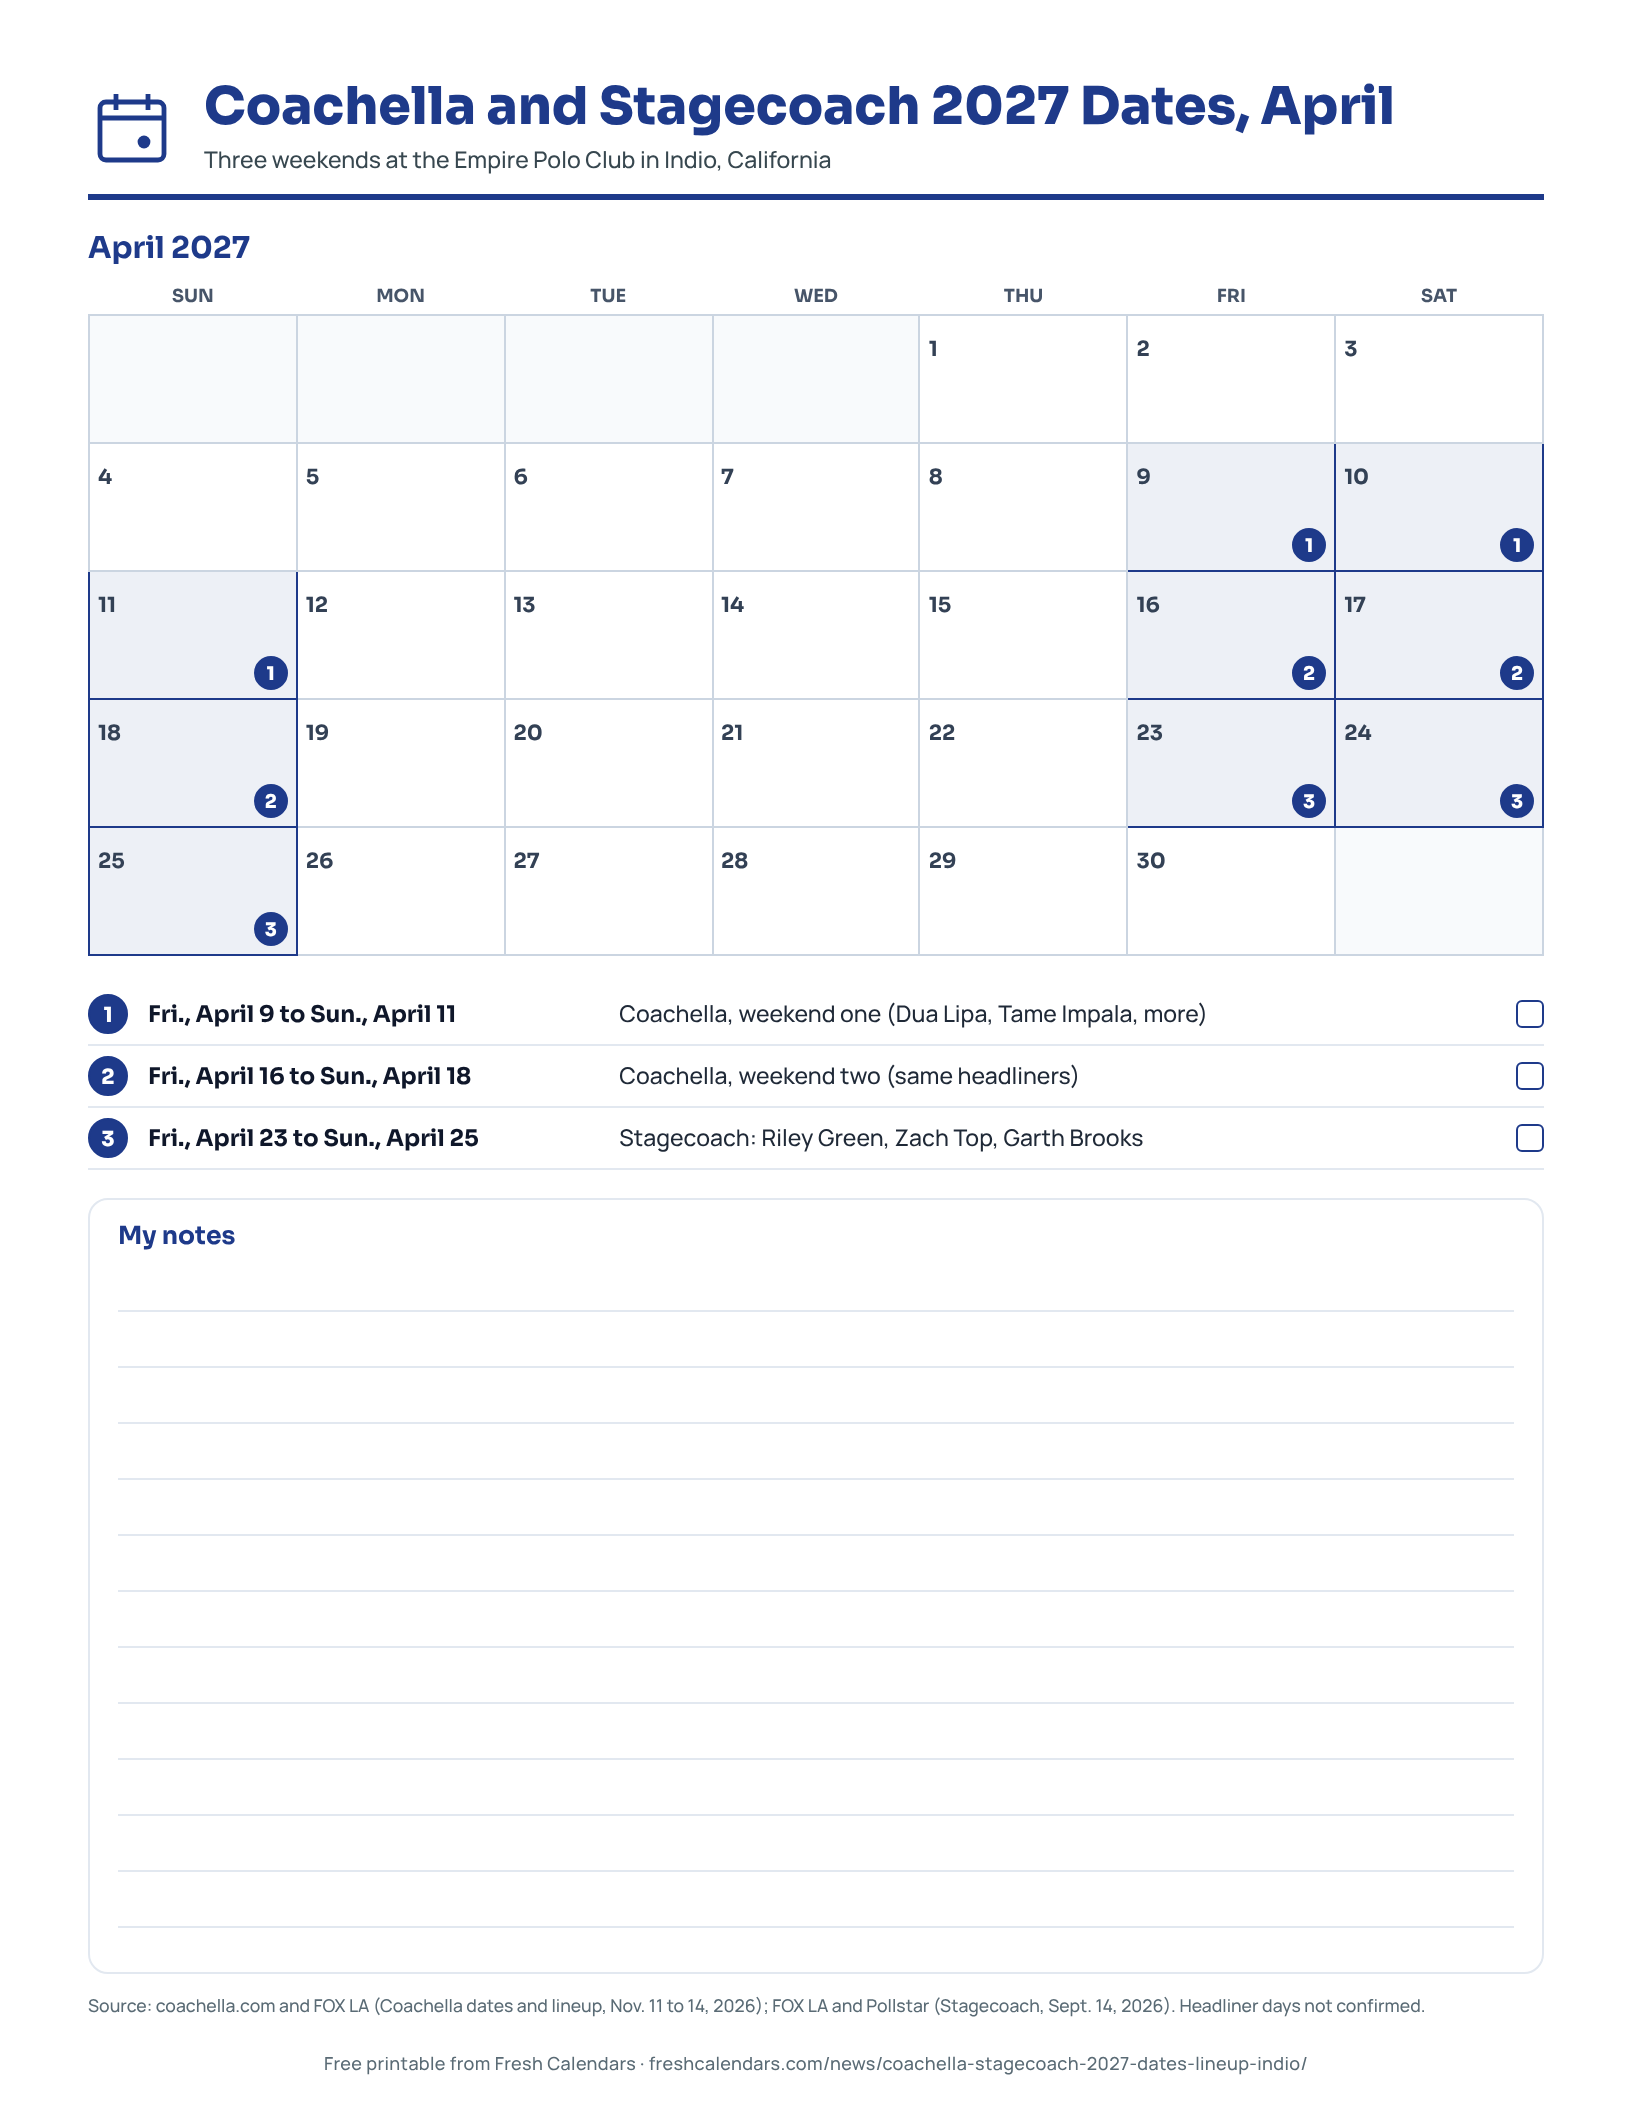 Coachella and Stagecoach 2027 Dates, April
Three weekends at the Empire Polo Club in Indio, California
April 2027
SUN MON TUE WED THU FRI SAT
1 2 3
4 5 6 7 8 9 10
1 1
11 12 13 14 15 16 17
1 2 2
18 19 20 21 22 23 24
2 3 3
25 26 27 28 29 30
3
1 Fri., April 9 to Sun., April 11 Coachella, weekend one (Dua Lipa, Tame Impala, more)
2 Fri., April 16 to Sun., April 18 Coachella, weekend two (same headliners)
3 Fri., April 23 to Sun., April 25 Stagecoach: Riley Green, Zach Top, Garth Brooks
My notes
Source: coachella.com and FOX LA (Coachella dates and lineup, Nov. 11 to 14, 2026); FOX LA and Pollstar (Stagecoach, Sept. 14, 2026). Headliner days not confirmed.
Free printable from Fresh Calendars · freshcalendars.com/news/coachella-stagecoach-2027-dates-lineup-indio/